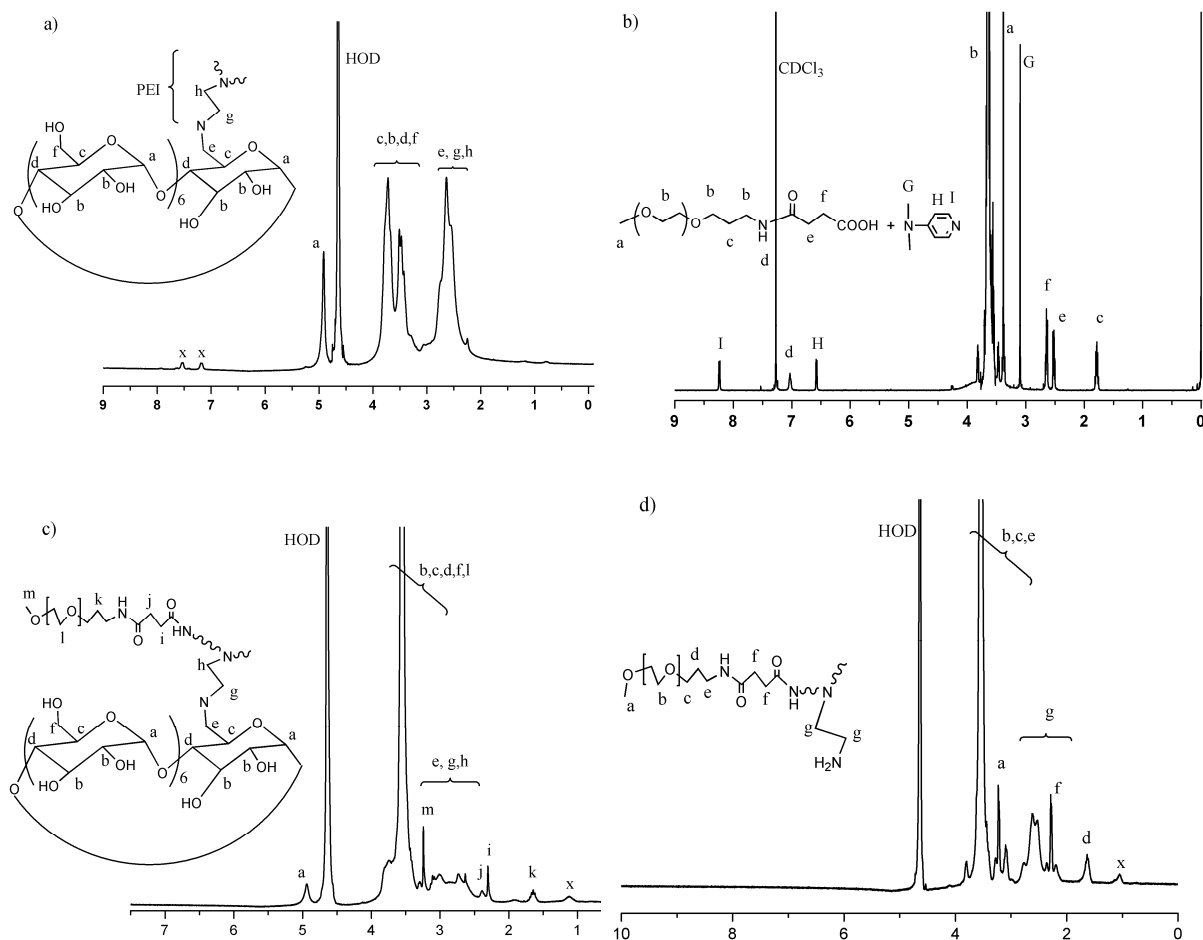 a)
HOD
PEI
N
h
g
N
HO
e
f
c
O
a
c
O
a
d
d
b
OH
b
OH
HO
b
O
6
b
HO
O
c,b,d,f
e, g,h
a
x
x
9 8 7 6 5 4 3 2 1 0
b)
a
b
G
CDCl3
b
b
b
O
f
G
H
I
O
O
N
H
COOH
+
N
N
a
c
e
d
f
e
c
I
d
H
9 8 7 6 5 4 3 2 1 0
c)
HOD
b,c,d,f,l
m
k
H
N
j
O
i
O
O
l
O
HN
N
h
g
N
HO
e
f
c
O
a
c
O
a
d
d
b
OH
b
OH
HO
b
O
6
b
HO
O
e, g,h
m
i
j
a
k
x
7 6 5 4 3 2 1
d)
HOD
b,c,e
d
H
N
f
O
O
O
a
b
c
e
O
f
HN
N
g
g
H2N
g
a
f
d
x
10 8 6 4 2 0